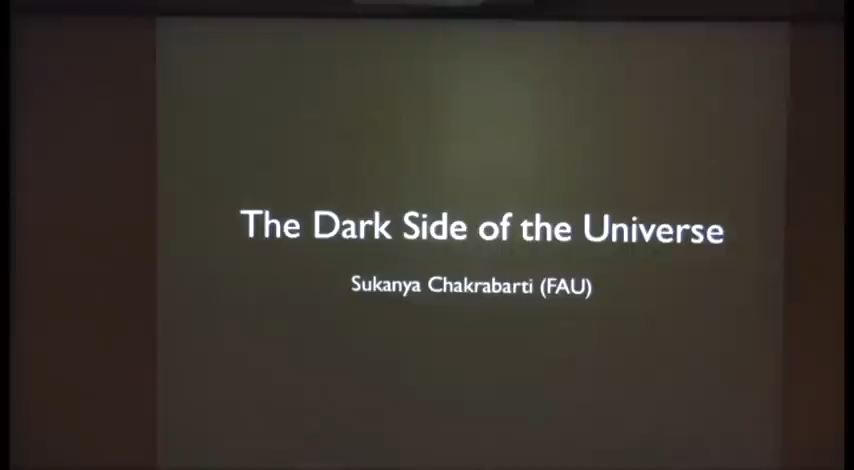 The Dark Side of the Universe
Sukanya Chakrabarti (FAU)